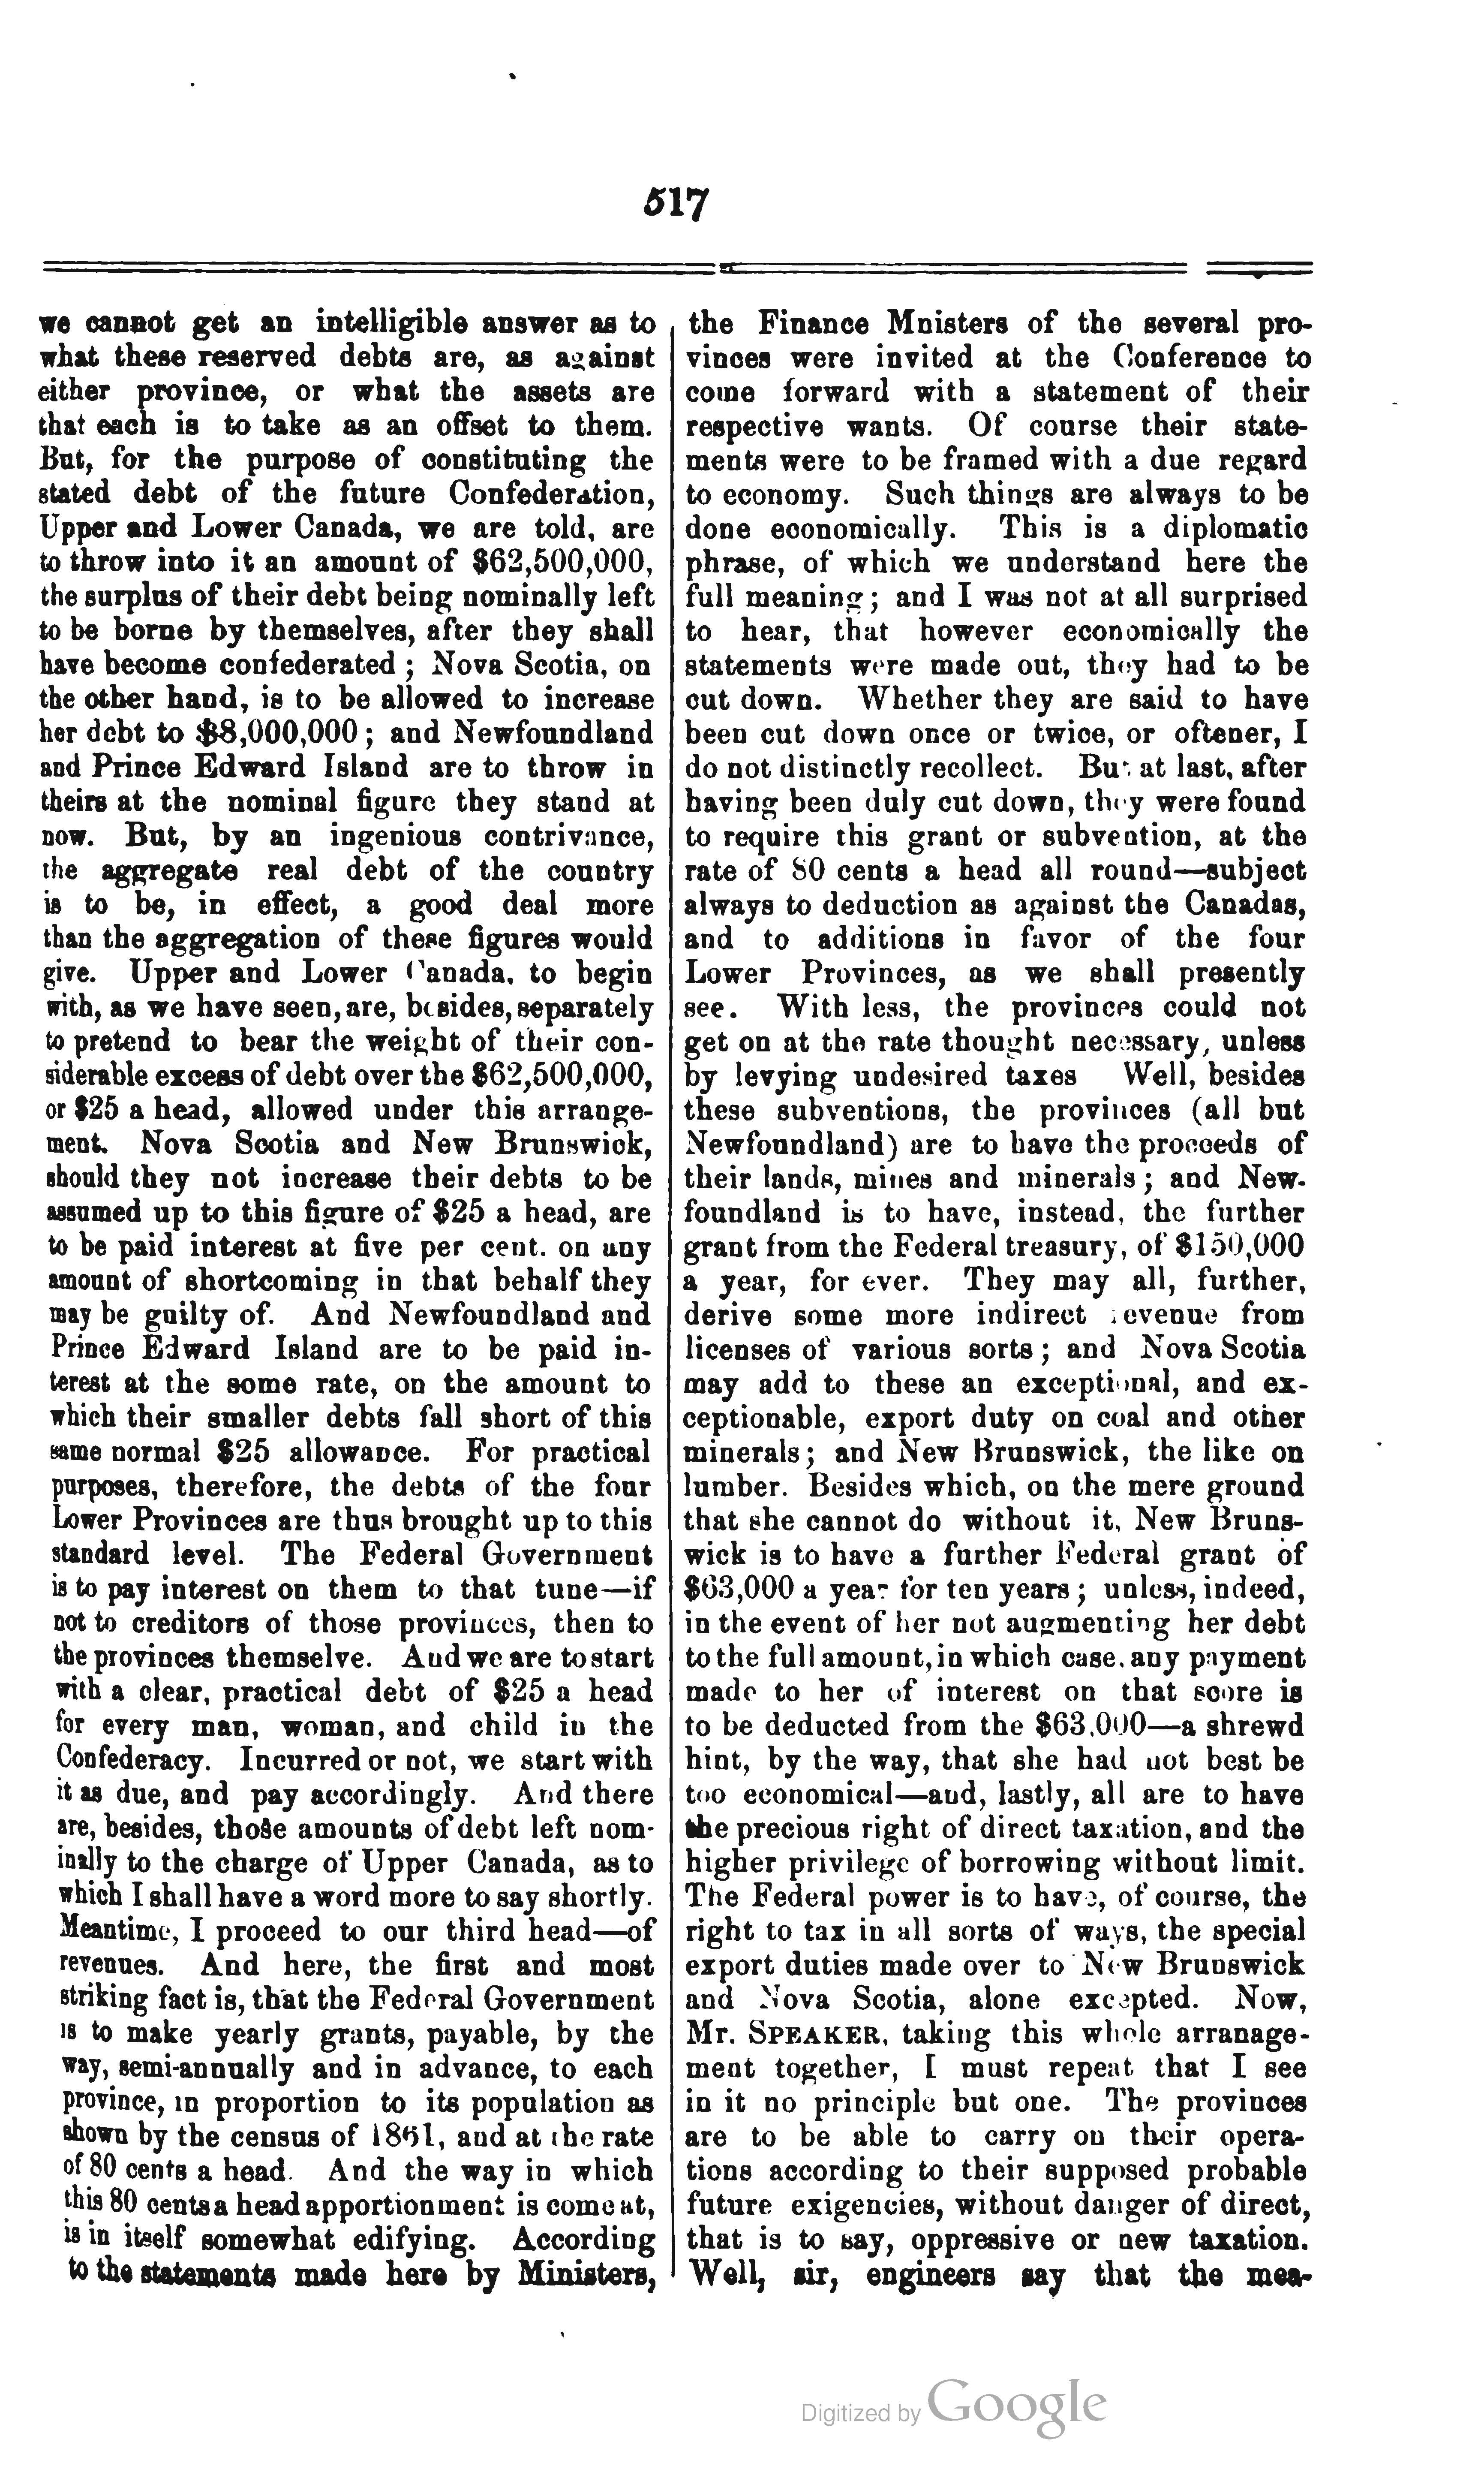 517
we cannot get an intelligible answer as to
what these reserved debts are, as against
either province, or what the assets are
that each is to take as an offset to them.
But, for the purpose of constituting the
stated debt of the future Confederation,
Upper and Lower Canada, we are told, are
to throw into it an amount of $62,500,000,
the surplus of their debt being nominally left
to be borne by themselves, after they shall
have become confederated; Nova Scotia, on
the other hand, is to be allowed to increase
her debt to $8,000,000; and Newfoundland
and Prince Edward Island are to throw in
theirs at the nominal figure they stand at
now. But, by an ingenious contrivance,
the aggregate real debt of the country
is to be, in effect, a good deal more
than the aggregation of these figures would
give. Upper and Lower Canada, to begin
with, as we have seen, are, besides, separately
to pretend to bear the weight of their con-
siderable excess of debt over the $62,500,000,
or $25 a head, allowed under this arrange-
ment. Nova Scotia and New Brunswick,
should they not increase their debts to be
assumed up to this figure of $25 a head, are
to be paid interest at five per cent. on any
amount of shortcoming in that behalf they
may be guilty of. And Newfoundland and
Prince Edward Island are to be paid in-
terest at the some rate, on the amount to
which their smaller debts fall short of this
same normal $25 allowance. For practical
purposes, therefore, the debts of the four
Lower Provinces are thus brought up to this
standard level. The Federal Government
is to pay interest on them to that tune—if
not to creditors of those provinces, then to
the provinces themselve. And we are to start
with a clear, practical debt of $25 a head
for every man, woman, and child in the
Confederacy. Incurred or not, we start with
it as due, and pay accordingly. And there
are, besides, those amounts of debt left nom-
inally to the charge of Upper Canada, as to
which I shall have a word more to say shortly.
Meantime, I proceed to our third head—of
revenues. And here, the first and most
striking fact is, that the Federal Government
is to make yearly grants, payable, by the
way, semi-annually and in advance, to each
province, in proportion to its population as
shown by the census of 1861, and at the rate
of 80 cents a head. And the way in which
this 80 cents a head apportionment is come at,
is in itself somewhat edifying. According
to the statements made here by Ministers,
the Finance Mnisters of the several pro-
vinces were invited at the Conference to
come forward with a statement of their
respective wants. Of course their state-
ments were to be framed with a due regard
to economy. Such things are always to be
done economically. This is a diplomatic
phrase, of which we understand here the
full meaning; and I was not at all surprised
to hear, that however economically the
statements were made out, they had to be
cut down. Whether they are said to have
been cut down once or twice, or oftener, I
do not distinctly recollect. But at last, after
having been duly cut down, they were found
to require this grant or subvention, at the
rate of 80 cents a head all round—subject
always to deduction as against the Canadas,
and to additions in favor of the four
Lower Provinces, as we shall presently
see. With less, the provinces could not
get on at the rate thought necessary, unless
by levying undesired taxes Well, besides
these subventions, the provinces (all but
Newfoundland) are to have the proceeds of
their lands, mines and minerals; and New-
foundland is to have, instead, the further
grant from the Federal treasury, of $150,000
a year, for ever. They may all, further,
derive some more indirect revenue from
licenses of various sorts; and Nova Scotia
may add to these an exceptional, and ex-
ceptionable, export duty on coal and other
minerals; and New Brunswick, the like on
lumber. Besides which, on the mere ground
that she cannot do without it, New Bruns-
wick is to have a further Federal grant of
$63,000 a year for ten years; unless, indeed,
in the event of her not augmenting her debt
to the full amount, in which case, any payment
made to her of interest on that score is
to be deducted from the $63,000—a shrewd
hint, by the way, that she had not best be
too economical—and, lastly, all are to have
the precious right of direct taxation, and the
higher privilege of borrowing without limit.
The Federal power is to have, of course, the
right to tax in all sorts of ways, the special
export duties made over to New Brunswick
and Nova Scotia, alone excepted. Now,
Mr. SPEAKER, taking this whole arranage-
ment together, I must repeat that I see
in it no principle but one. The provinces
are to be able to carry on their opera-
tions according to their supposed probable
future exigencies, without danger of direct,
that is to say, oppressive or new taxation.
Well, sir, engineers say that the mea-
Digitized by Google